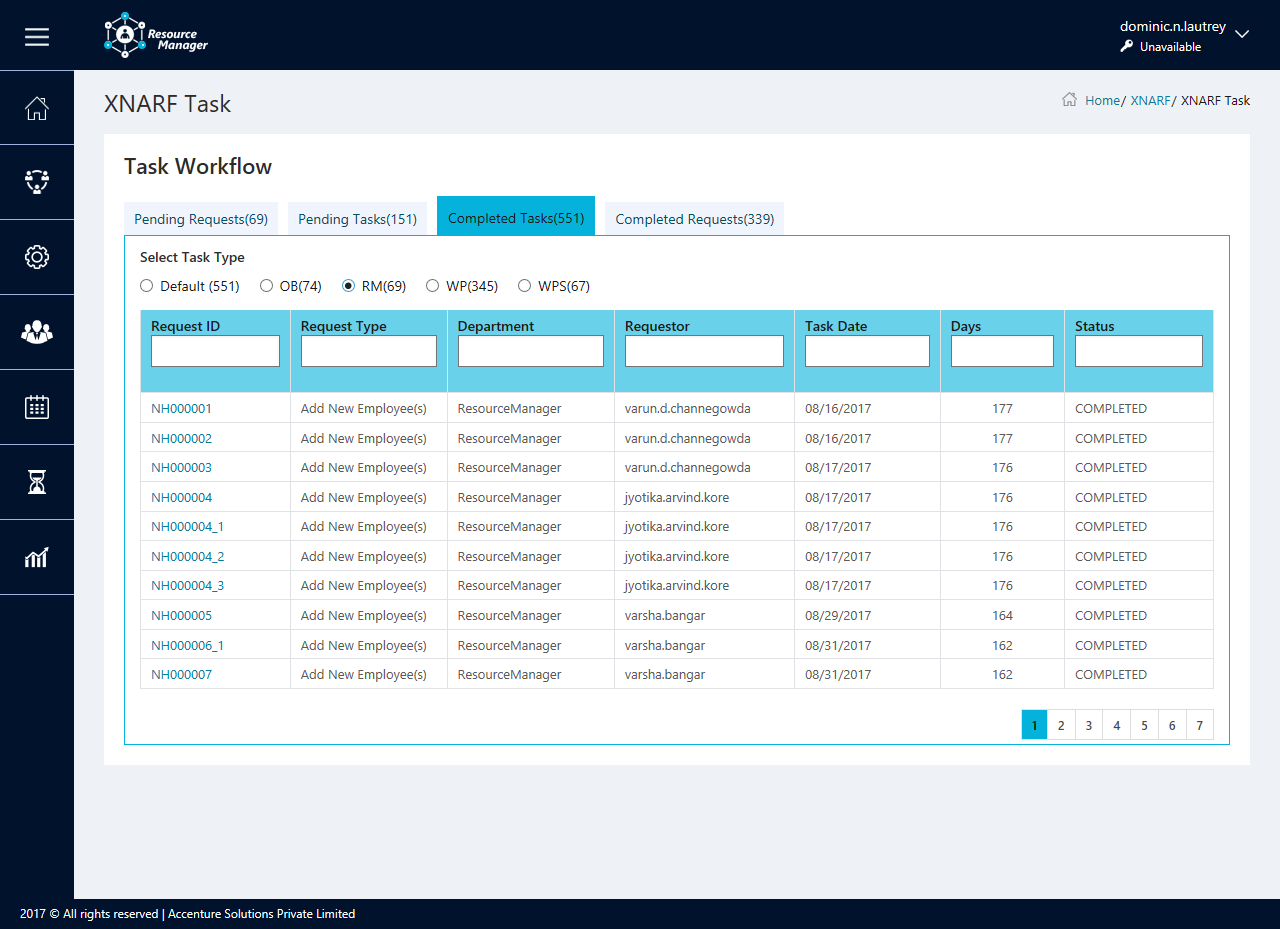 Resource
Manager
dominic.n.lautrey
Unavailable
XNARF Task
Home/ XNARF/ XNARF Task
Task Workflow
Pending Requests(69) Pending Tasks(151) Completed Tasks(551) Completed Requests(339)
Select Task Type
Default (551) OB(74) RM(69) WP(345) WPS(67)
Request ID Request Type Department Requestor Task Date Days Status
NH000001 Add New Employee(s) ResourceManager varun.d.channegowda 08/16/2017 177 COMPLETED
NH000002 Add New Employee(s) ResourceManager varun.d.channegowda 08/16/2017 177 COMPLETED
NH000003 Add New Employee(s) ResourceManager varun.d.channegowda 08/17/2017 176 COMPLETED
NH000004 Add New Employee(s) ResourceManager jyotika.arvind.kore 08/17/2017 176 COMPLETED
NH000004_1 Add New Employee(s) ResourceManager jyotika.arvind.kore 08/17/2017 176 COMPLETED
NH000004_2 Add New Employee(s) ResourceManager jyotika.arvind.kore 08/17/2017 176 COMPLETED
NH000004_3 Add New Employee(s) ResourceManager jyotika.arvind.kore 08/17/2017 176 COMPLETED
NH000005 Add New Employee(s) ResourceManager varsha.bangar 08/29/2017 164 COMPLETED
NH000006_1 Add New Employee(s) ResourceManager varsha.bangar 08/31/2017 162 COMPLETED
NH000007 Add New Employee(s) ResourceManager varsha.bangar 08/31/2017 162 COMPLETED
1 2 3 4 5 6 7
2017 © All rights reserved | Accenture Solutions Private Limited